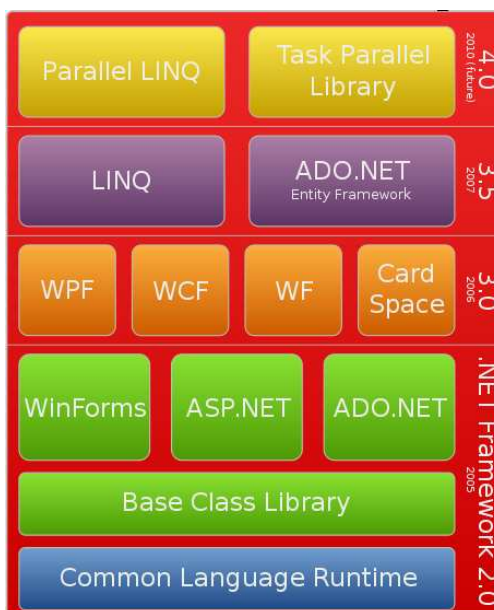 Parallel LINQ
Task Parallel
Library
4.0
2010 (future)
LINQ
ADO.NET
Entity Framework
3.5
2007
WPF
WCF
WF
Card
Space
3.0
2006
WinForms
ASP.NET
ADO.NET
Base Class Library
Common Language Runtime
.NET Framework 2.0
2005